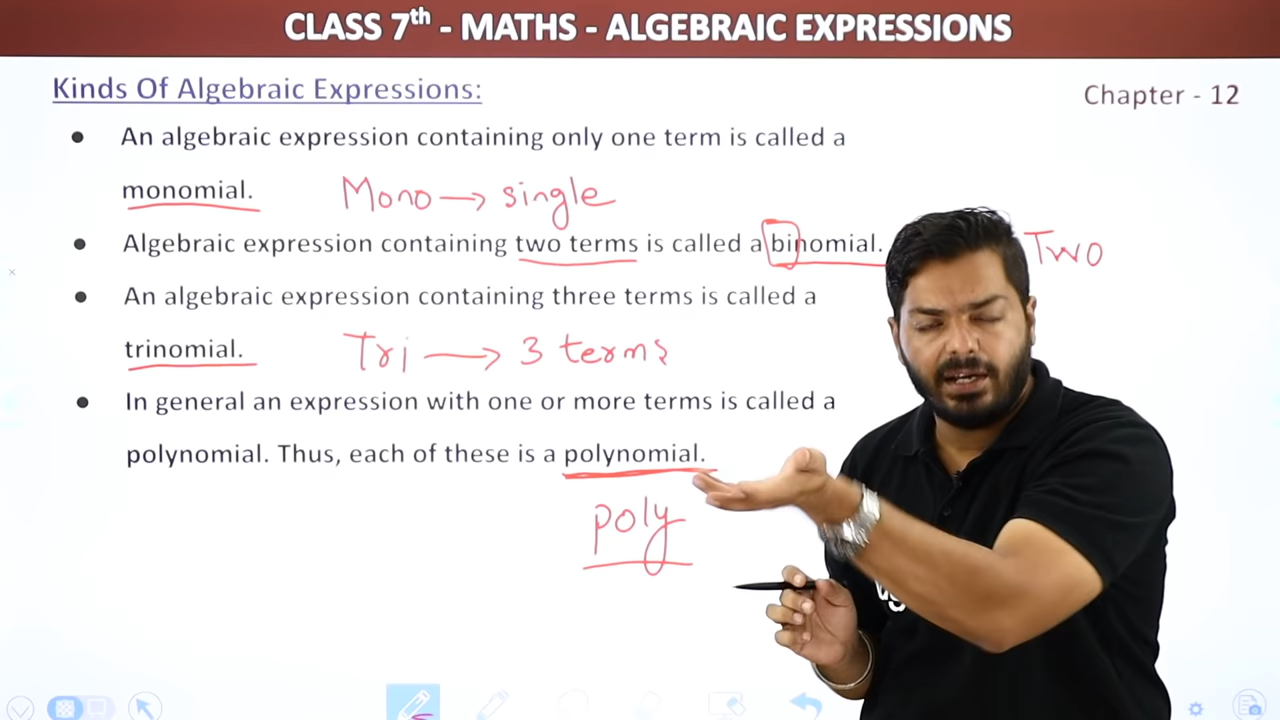 CLASS 7th - MATHS - ALGEBRAIC EXPRESSIONS
Kinds Of Algebraic Expressions:
Chapter - 12
● An algebraic expression containing only one term is called a
monomial.
Mono → single
● Algebraic expression containing two terms is called a binomial.
Two
● An algebraic expression containing three terms is called a
trinomial.
Tri → 3 terms
● In general an expression with one or more terms is called a
polynomial. Thus, each of these is a polynomial.
poly